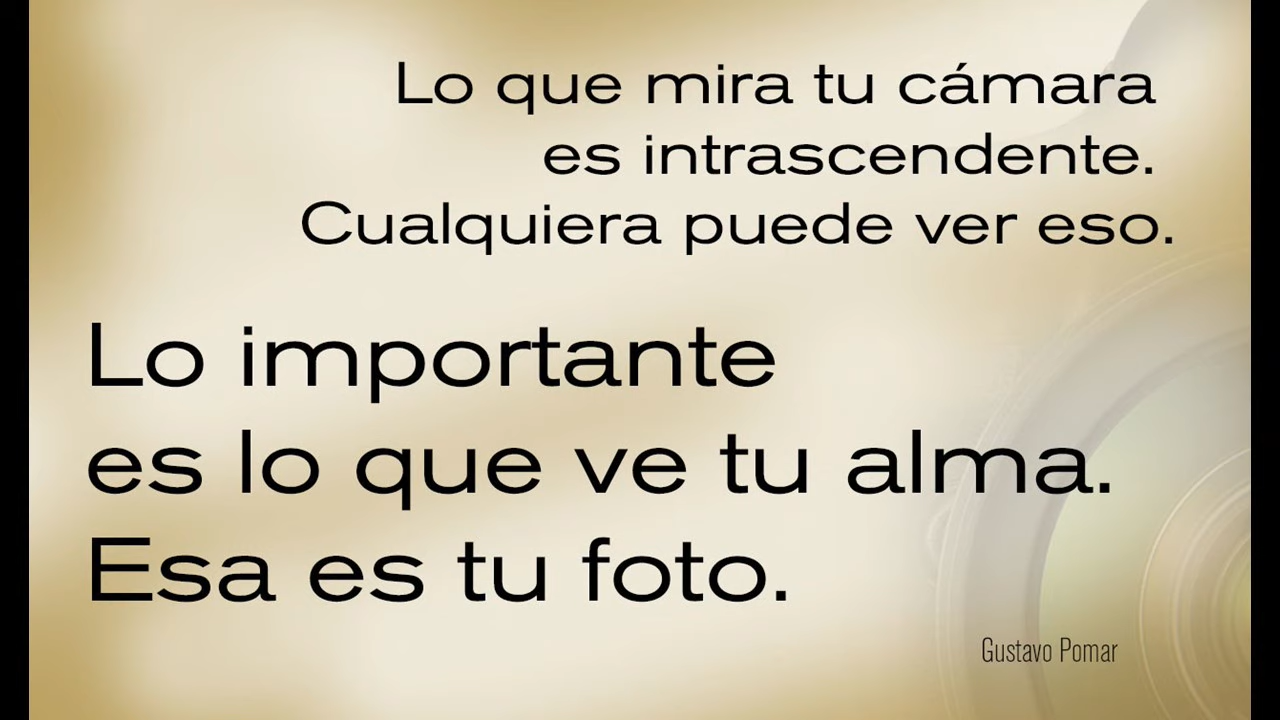 Lo que mira tu cámara
es intrascendente.
Cualquiera puede ver eso.
Lo importante
es lo que ve tu alma.
Esa es tu foto.
Gustavo Pomar